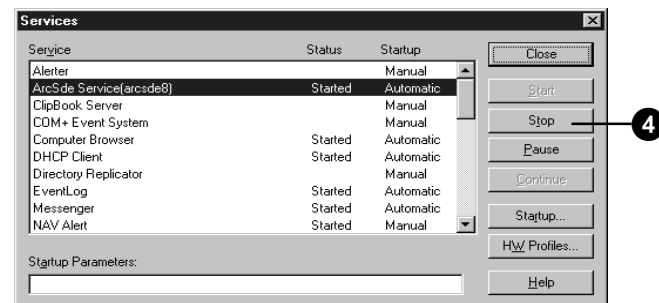 Services
Service Status Startup
Alerter Manual
ArcSde Service(arcsde8) Started Automatic
ClipBook Server Manual
COM+ Event System Manual
Computer Browser Started Automatic
DHCP Client Started Automatic
Directory Replicator Manual
EventLog Started Automatic
Messenger Started Automatic
NAV Alert Started Manual
Startup Parameters:
Close
Start
Stop
4
Pause
Continue
Startup...
HW Profiles...
Help